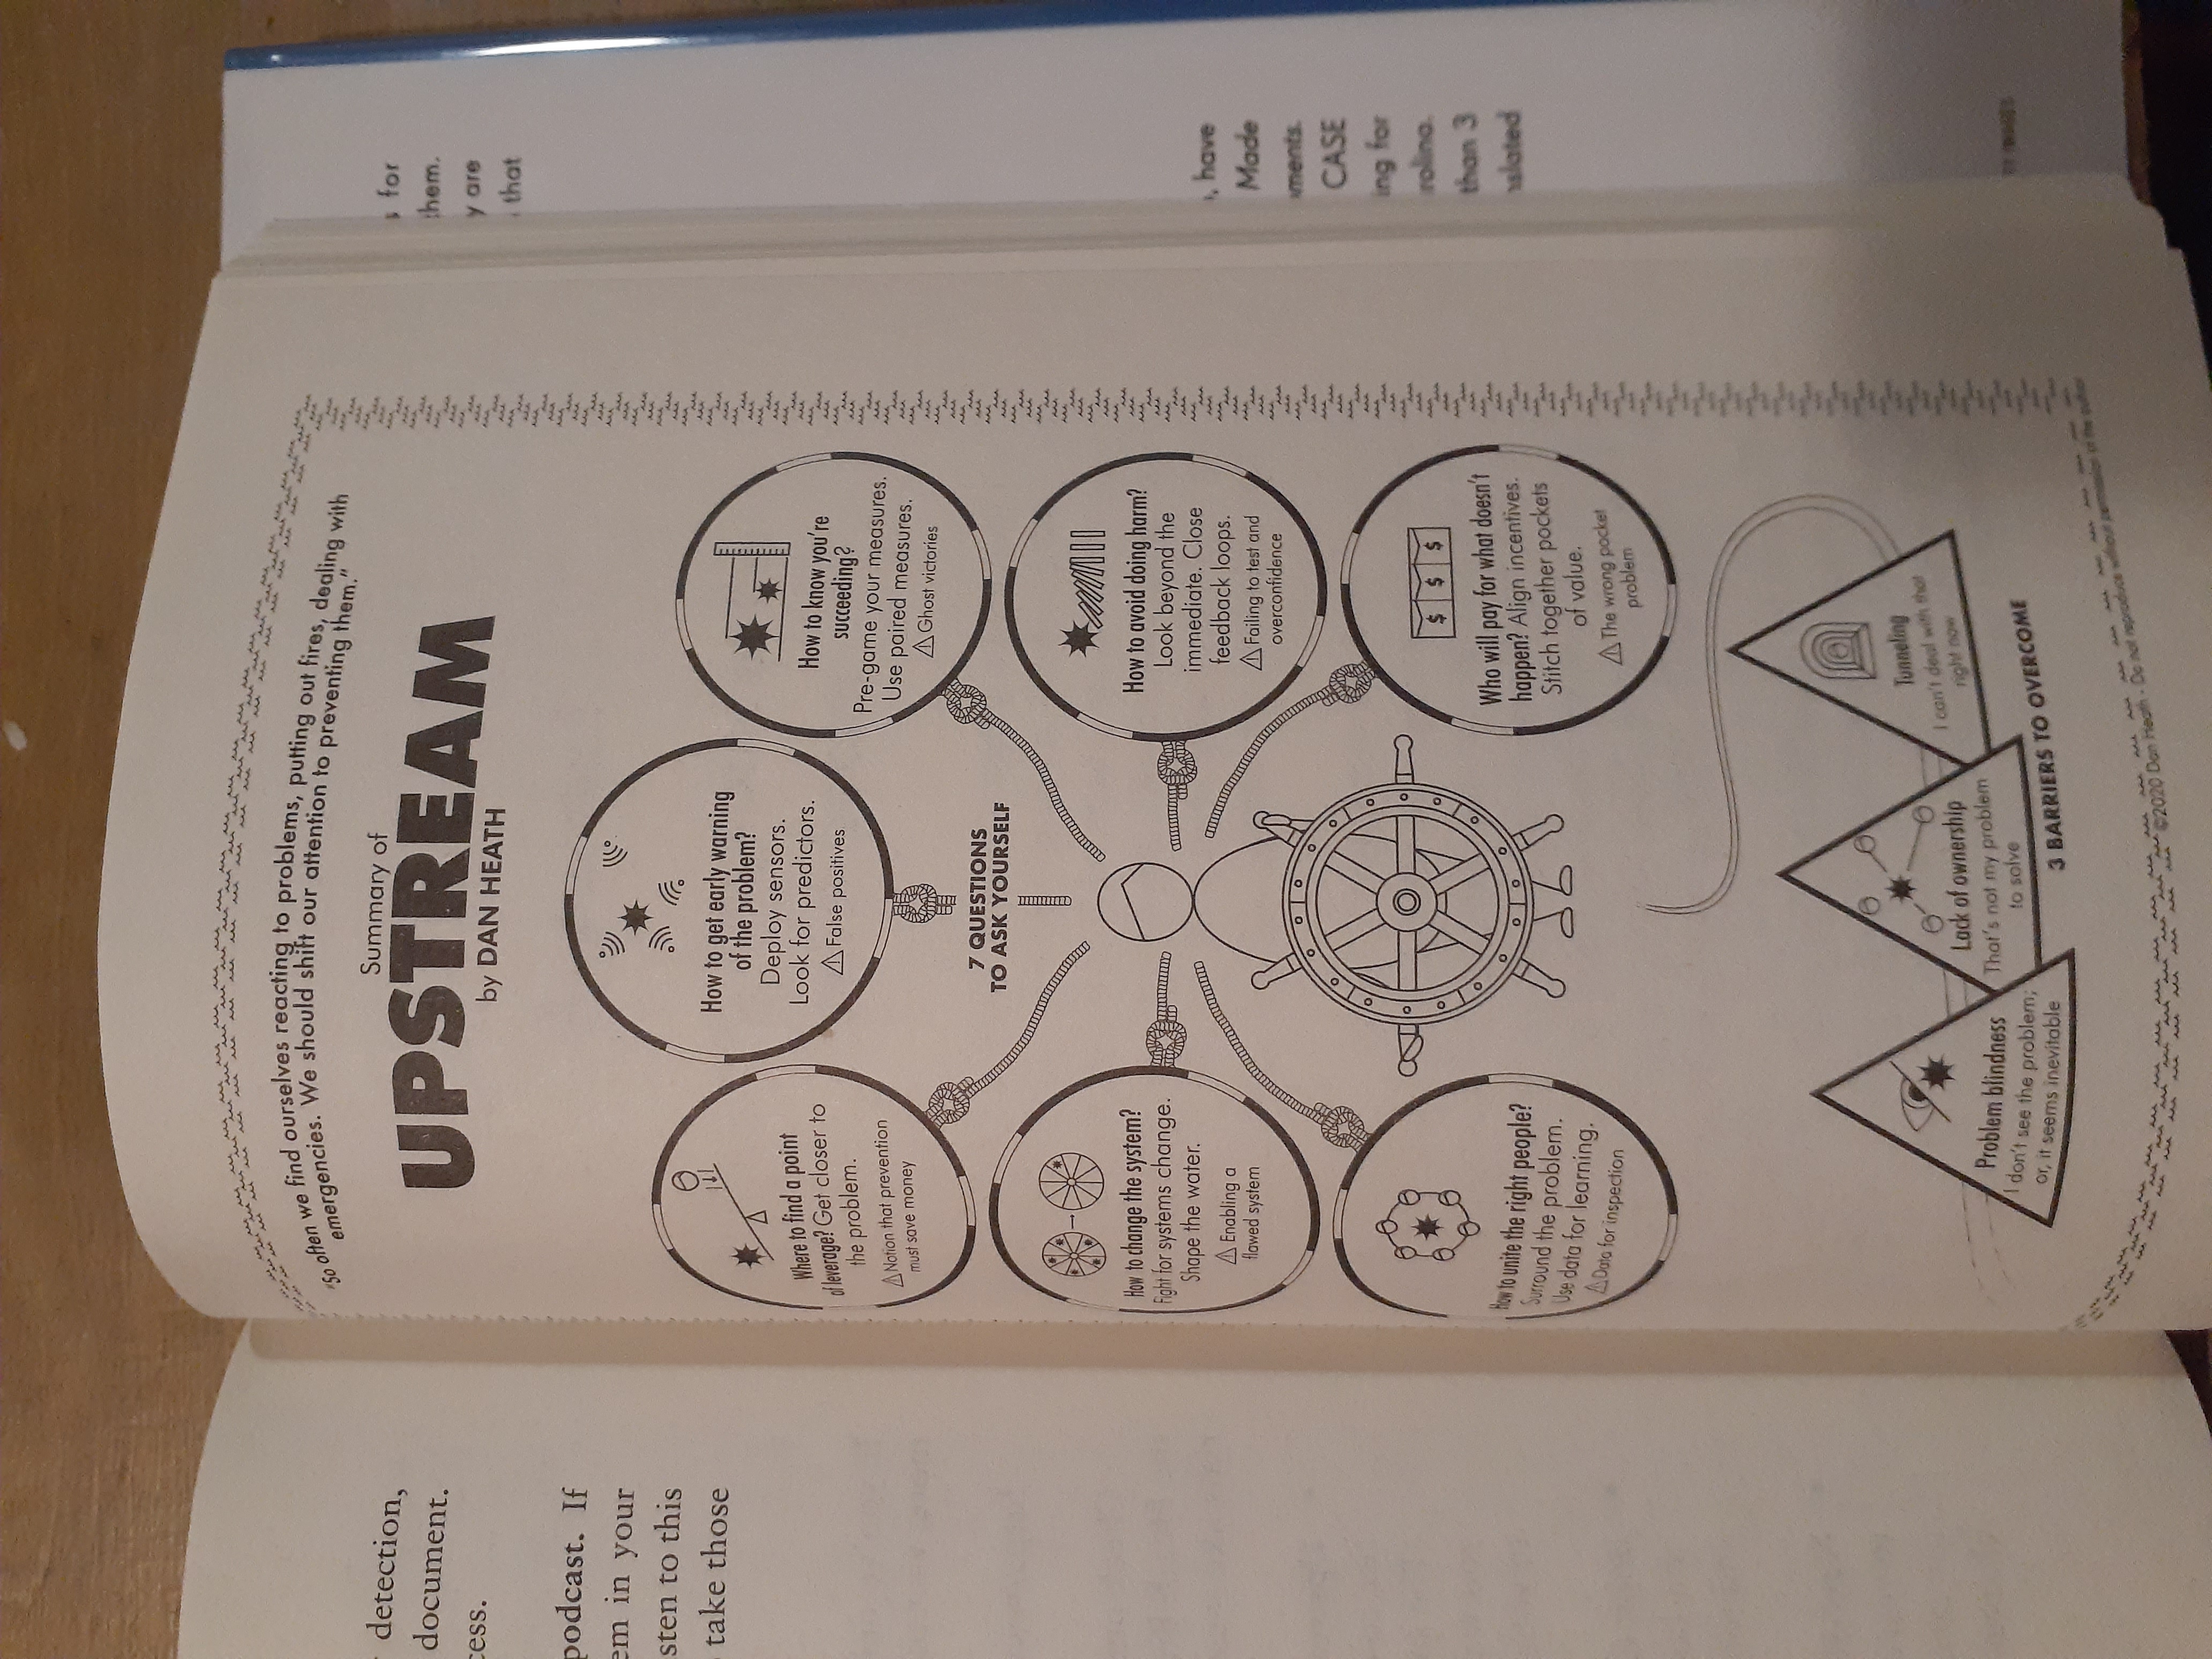 detection,
document.
cess.
podcast. If
em in your
isten to this
take those
"So often we find ourselves reacting to problems, putting out fires, dealing with
emergencies. We should shift our attention to preventing them."
Summary of
UPSTREAM
by DAN HEATH
Where to find a point
of leverage? Get closer to
the problem.
Notion that prevention
must save money
How to get early warning
of the problem?
Deploy sensors.
Look for predictors.
False positives
How to know you're
succeeding?
Pre-game your measures.
Use paired measures.
Ghost victories
7 QUESTIONS
TO ASK YOURSELF
How to change the system?
Fight for systems change.
Shape the water.
Enabling a
flawed system
How to avoid doing harm?
Look beyond the
immediate. Close
feedback loops.
Failing to test and
overconfidence
How to unite the right people?
Surround the problem.
Use data for learning.
Data for inspection
$ $ $
Who will pay for what doesn't
happen? Align incentives.
Stitch together pockets
of value.
The wrong pocket
problem
Problem blindness
I don't see the problem;
or, it seems inevitable
Lack of ownership
That's not my problem
to solve
Tunneling
I can't deal with that
right now
3 BARRIERS TO OVERCOME
©2020 Dan Heath - Do not reproduce without permission of the author
s for
them.
y are
that
, have
Made
ments.
CASE
ing for
rolina.
than 3
nslated